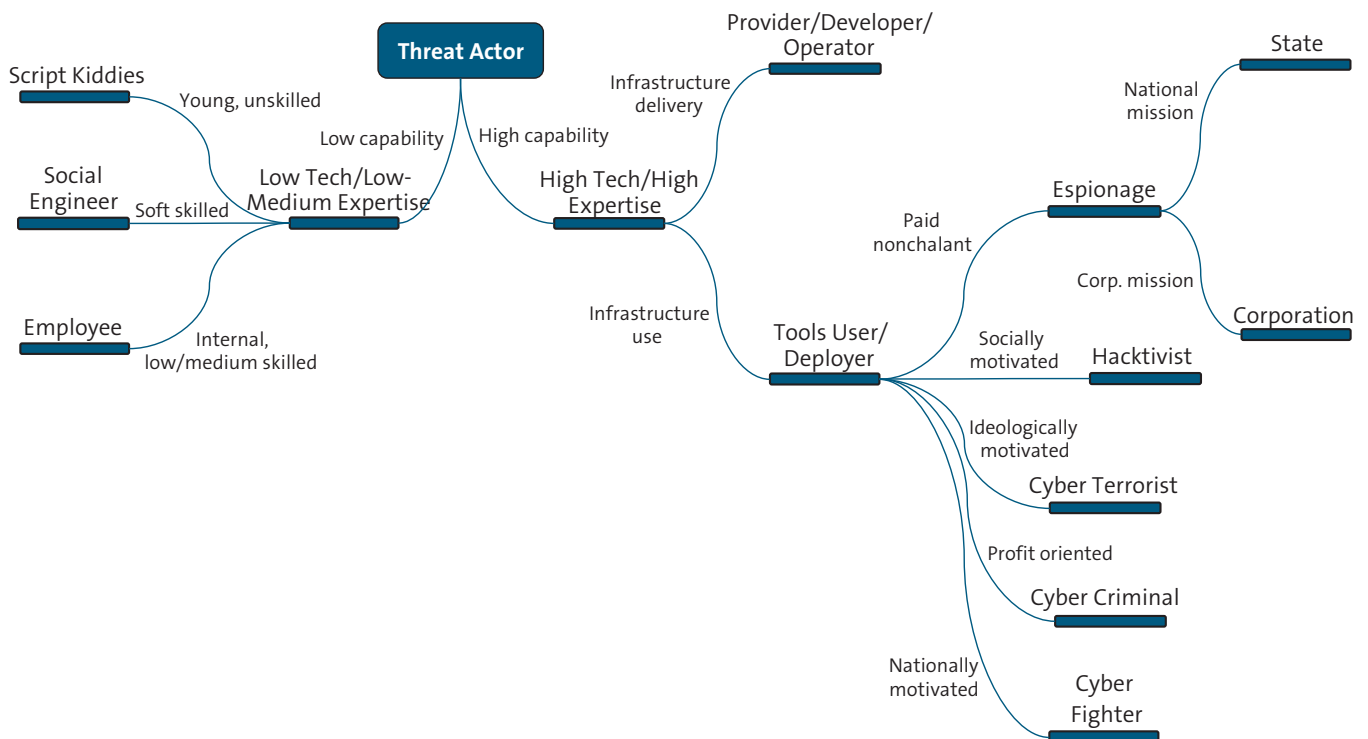 Threat Actor
Script Kiddies
Young, unskilled
Low capability
High capability
Social
Engineer
Soft skilled
Low Tech/Low-
Medium Expertise
Employee
Internal,
low/medium skilled
High Tech/High
Expertise
Infrastructure
delivery
Provider/Developer/
Operator
Infrastructure
use
Tools User/
Deployer
Paid
nonchalant
Espionage
National
mission
State
Corp. mission
Corporation
Socially
motivated
Hacktivist
Ideologically
motivated
Cyber Terrorist
Profit oriented
Cyber Criminal
Nationally
motivated
Cyber
Fighter